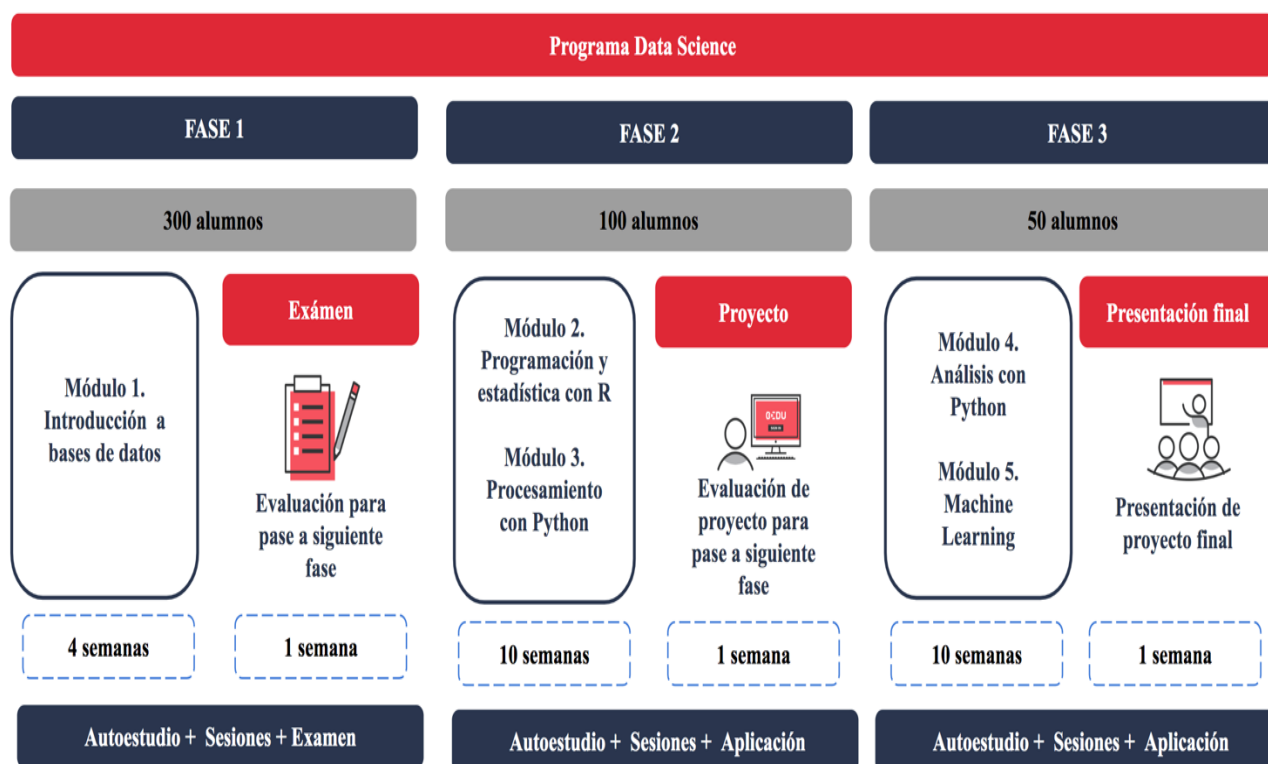 Programa Data Science
FASE 1
FASE 2
FASE 3
300 alumnos
100 alumnos
50 alumnos
Módulo 1.
Introducción a
bases de datos
Exámen
Evaluación para
pase a siguiente
fase
Módulo 2.
Programación y
estadística con R
Módulo 3.
Procesamiento
con Python
Proyecto
Evaluación de
proyecto para
pase a siguiente
fase
Módulo 4.
Análisis con
Python
Módulo 5.
Machine
Learning
Presentación final
Presentación de
proyecto final
4 semanas
1 semana
10 semanas
1 semana
10 semanas
1 semana
Autoestudio + Sesiones + Examen
Autoestudio + Sesiones + Aplicación
Autoestudio + Sesiones + Aplicación